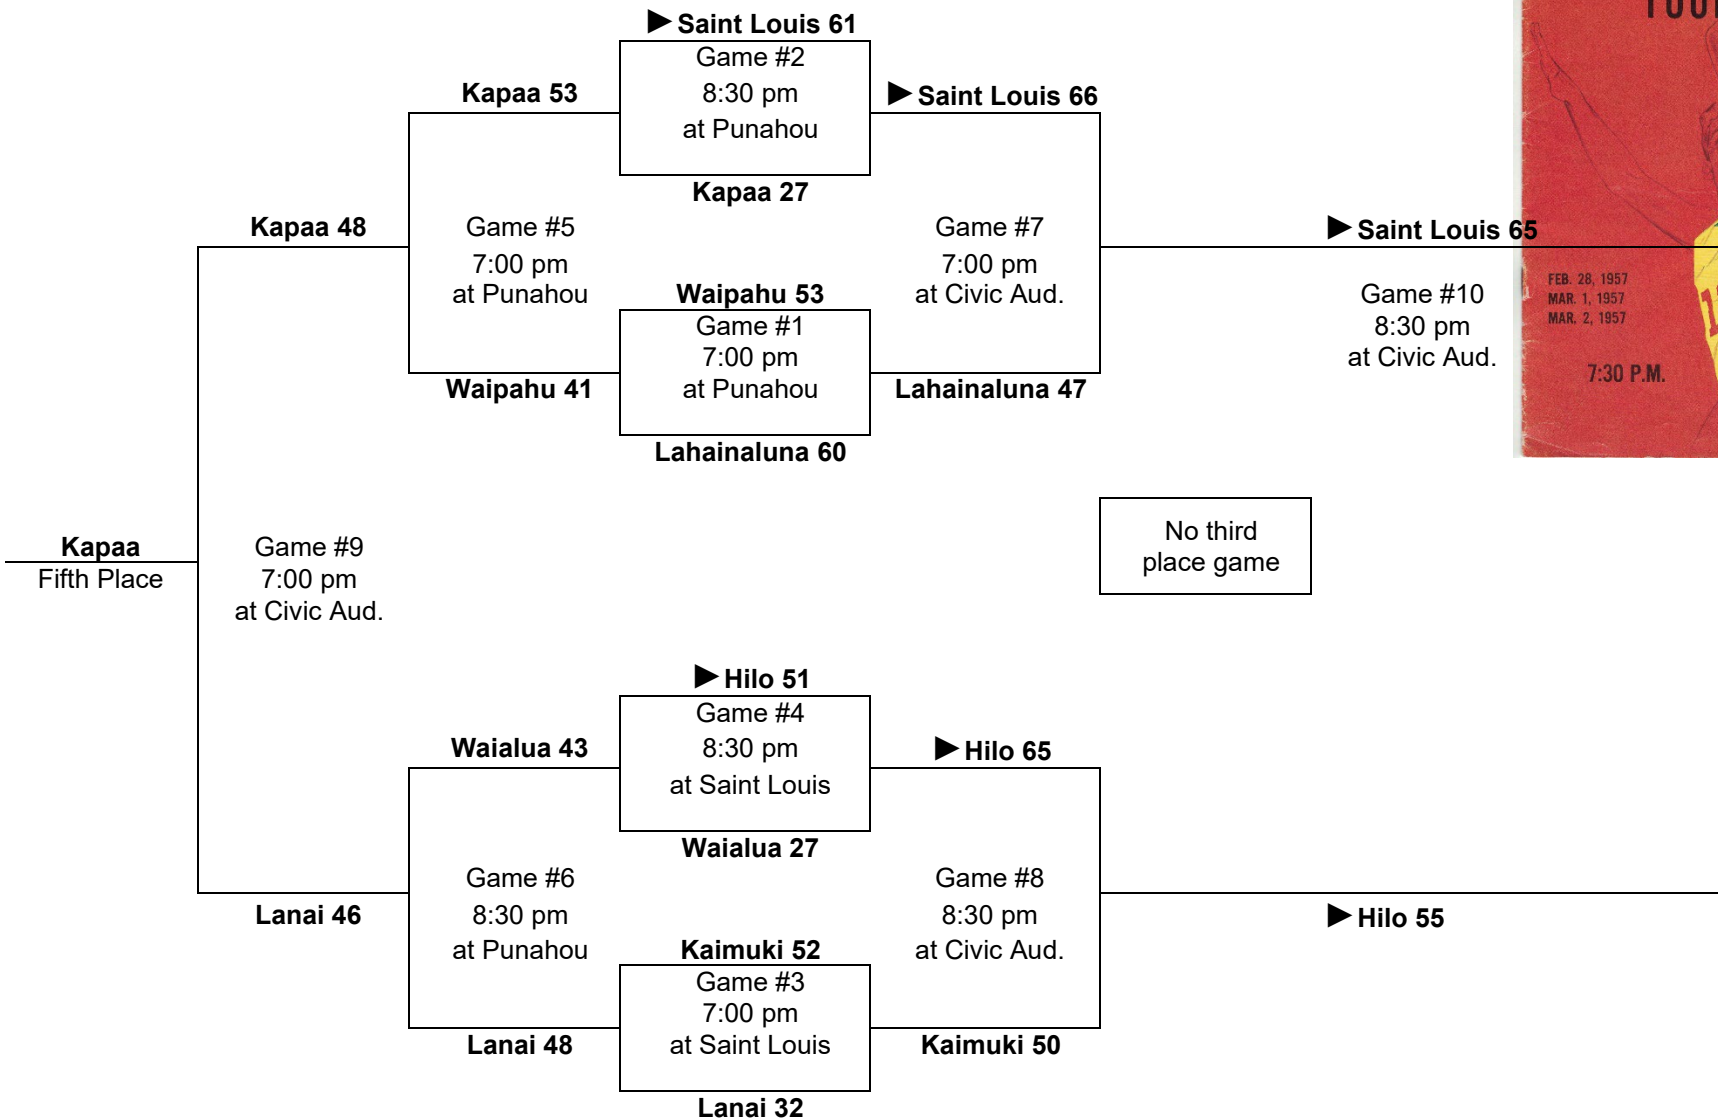 ► Saint Louis 61
Game #2
8:30 pm
at Punahou
Kapaa 27
Kapaa 53
► Saint Louis 66
Kapaa 48
Game #5
7:00 pm
at Punahou
Game #7
7:00 pm
at Civic Aud.
► Saint Louis 65
Waipahu 53
Game #1
7:00 pm
at Punahou
Lahainaluna 60
Waipahu 41
Lahainaluna 47
Game #10
8:30 pm
at Civic Aud.
FEB. 28, 1957
MAR. 1, 1957
MAR. 2, 1957
7:30 P.M.
Kapaa
Fifth Place
Game #9
7:00 pm
at Civic Aud.
No third
place game
► Hilo 51
Game #4
8:30 pm
at Saint Louis
Waialua 27
Waialua 43
► Hilo 65
Lanai 46
Game #6
8:30 pm
at Punahou
Game #8
8:30 pm
at Civic Aud.
► Hilo 55
Kaimuki 52
Game #3
7:00 pm
at Saint Louis
Lanai 32
Lanai 48
Kaimuki 50